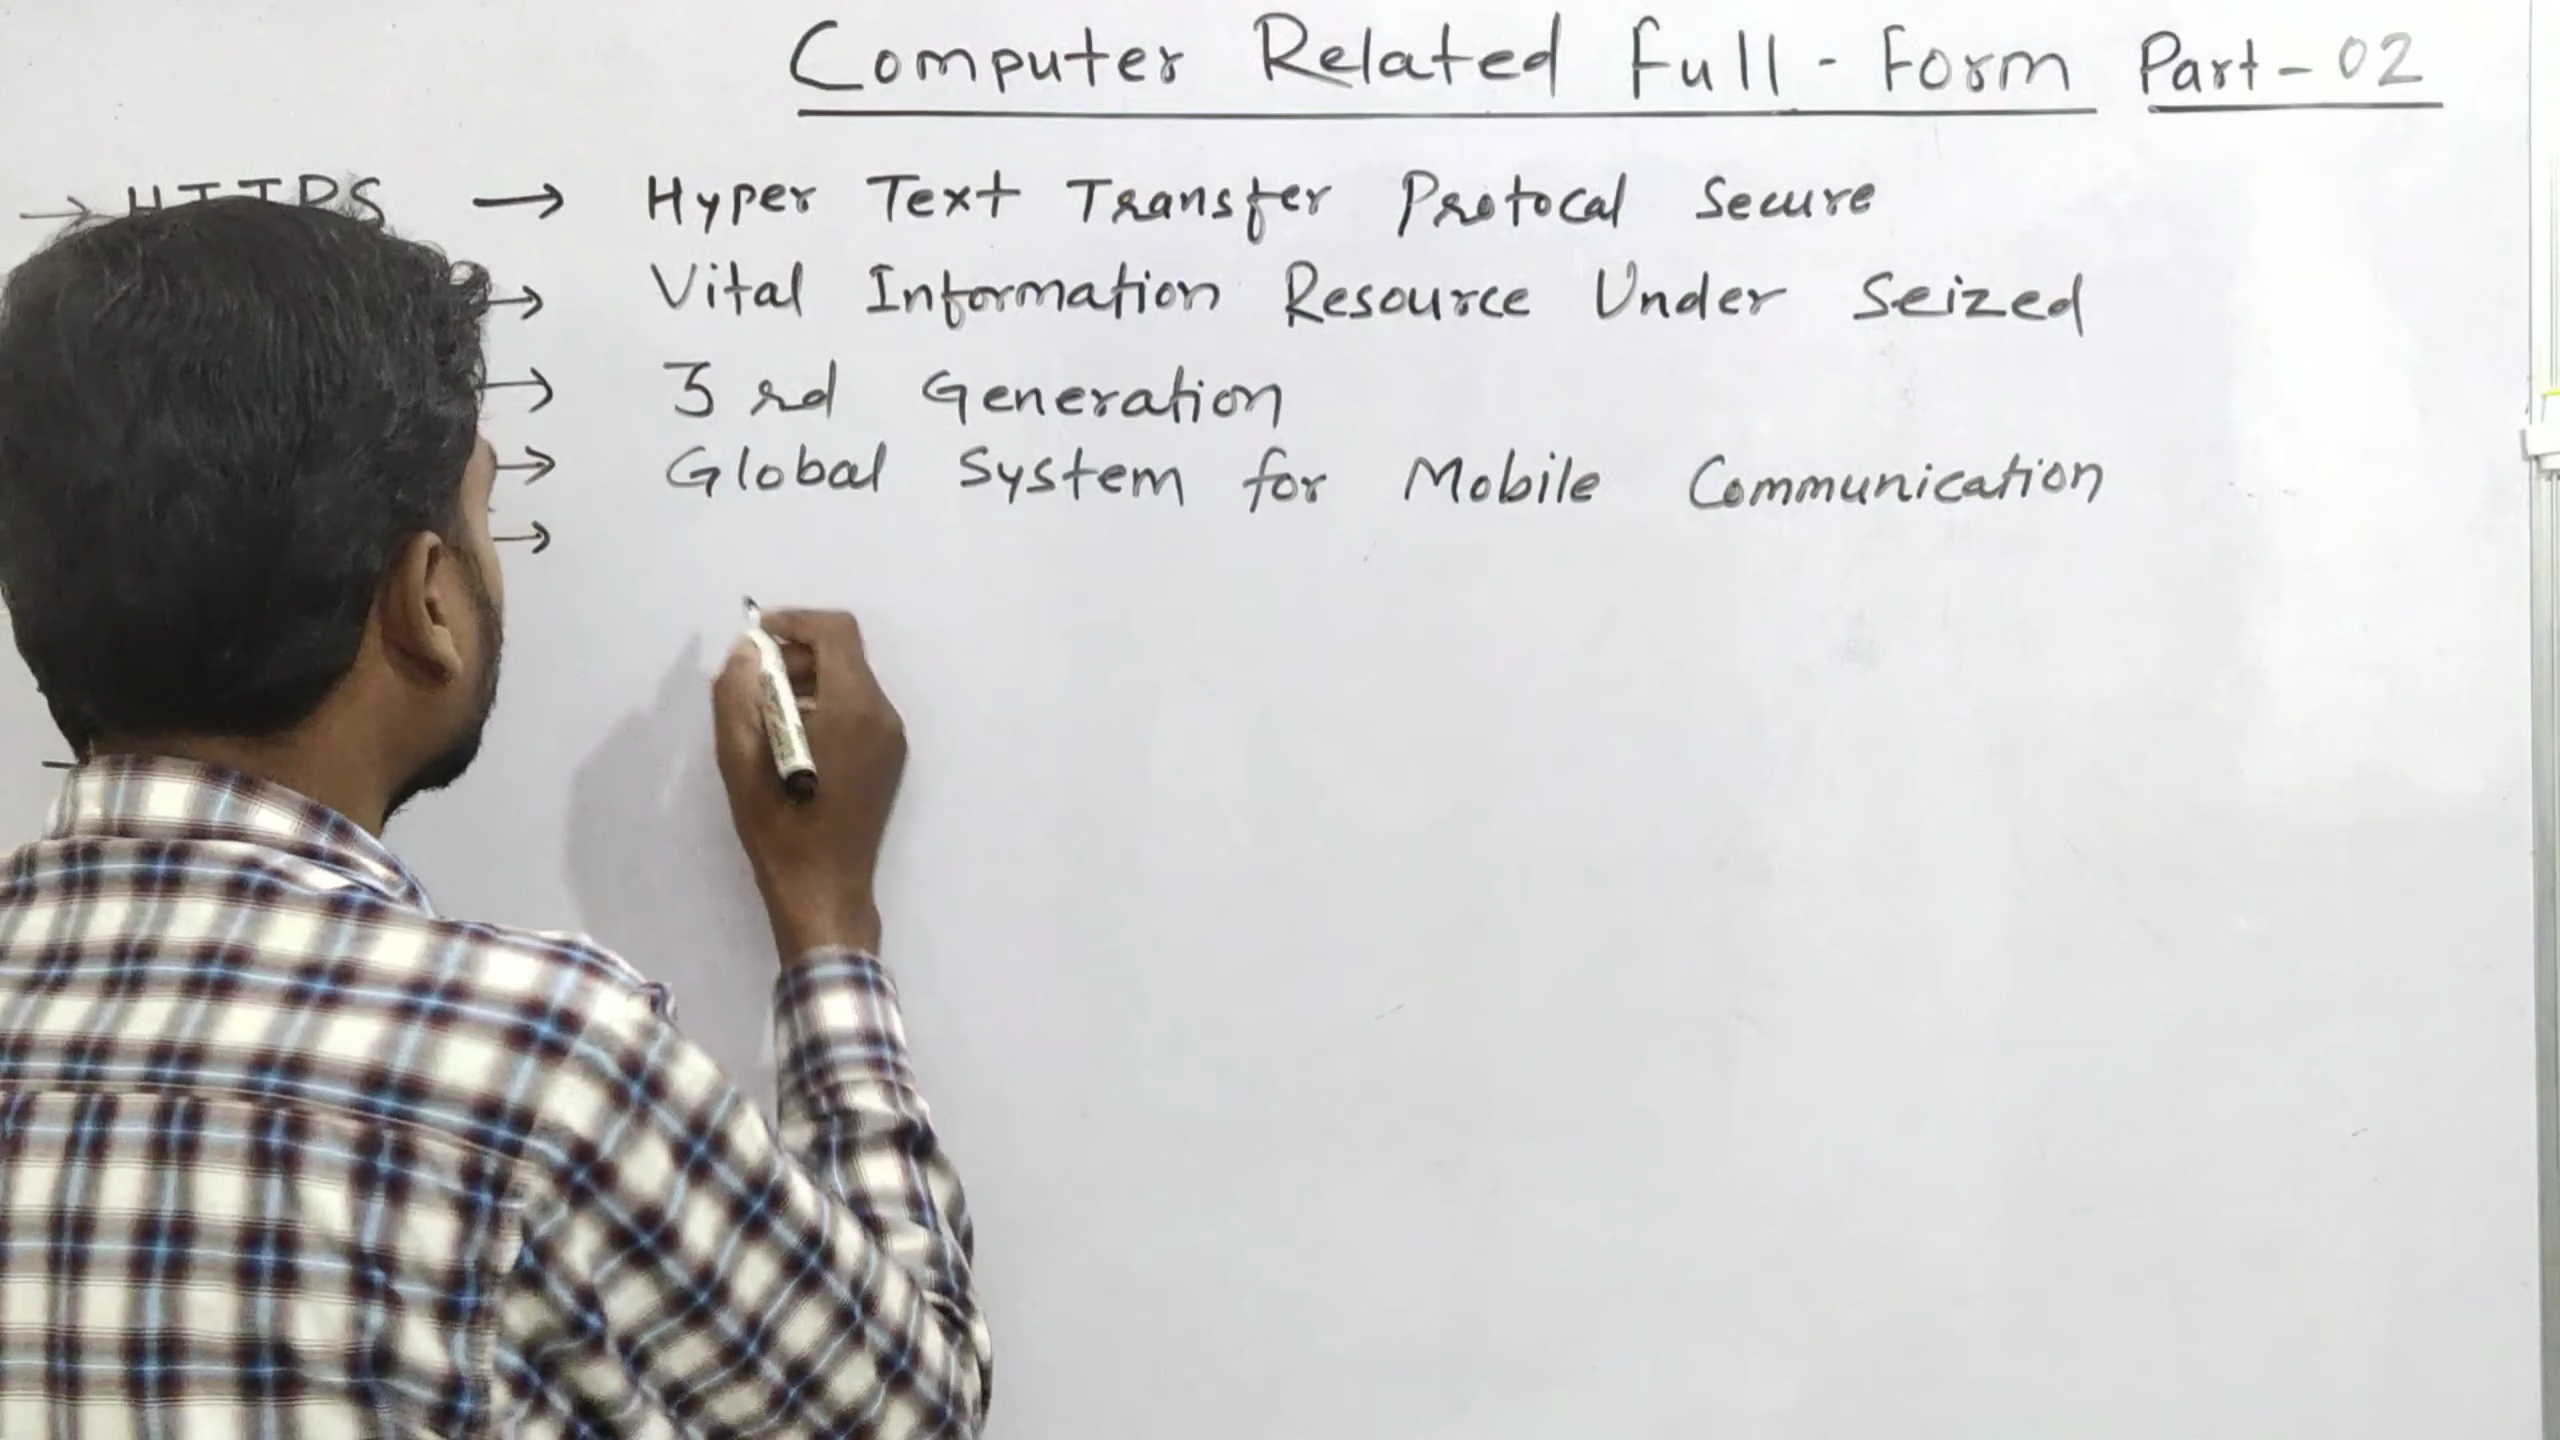 Computer Related Full - Form Part - 02
→ HTTPS → Hyper Text Transfer Protocal Secure
→ Vital Information Resource Under Seized
→ 3 rd Generation
→ Global System for Mobile Communication
→